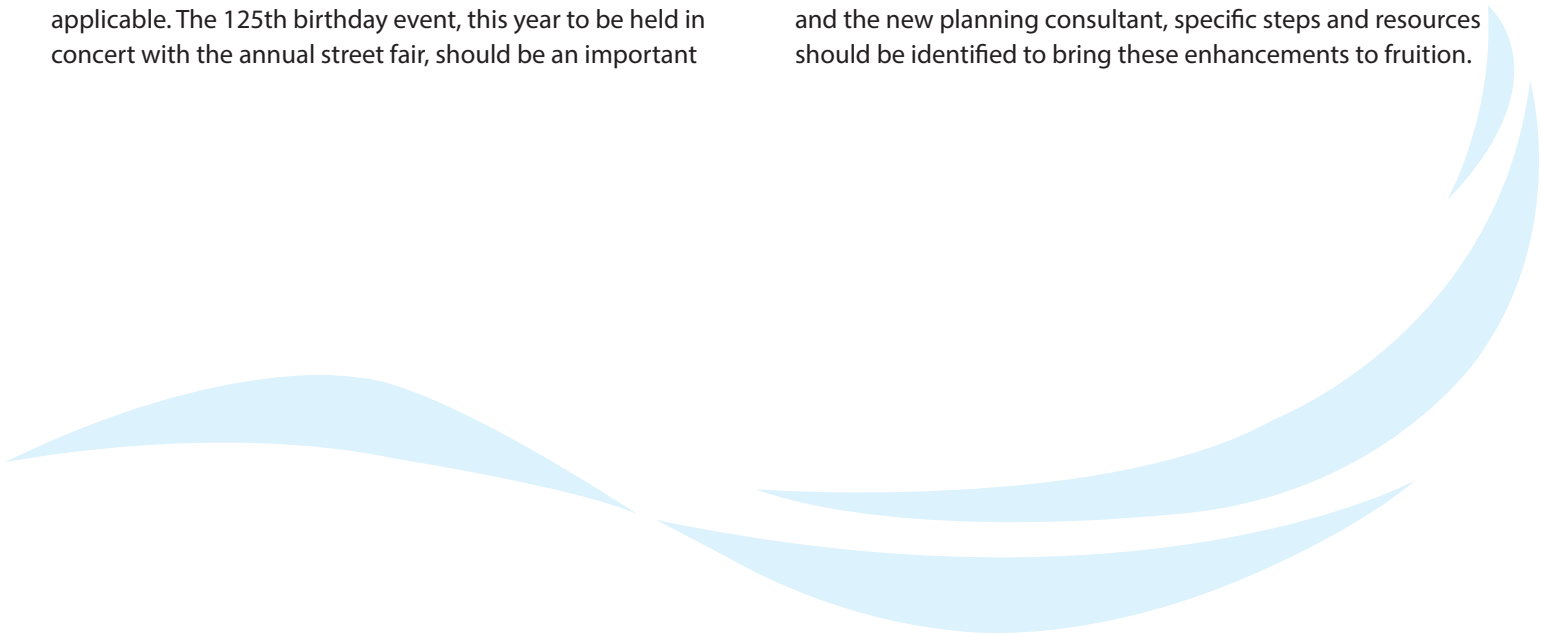 applicable. The 125th birthday event, this year to be held in
concert with the annual street fair, should be an important
and the new planning consultant, specific steps and resources
should be identified to bring these enhancements to fruition.